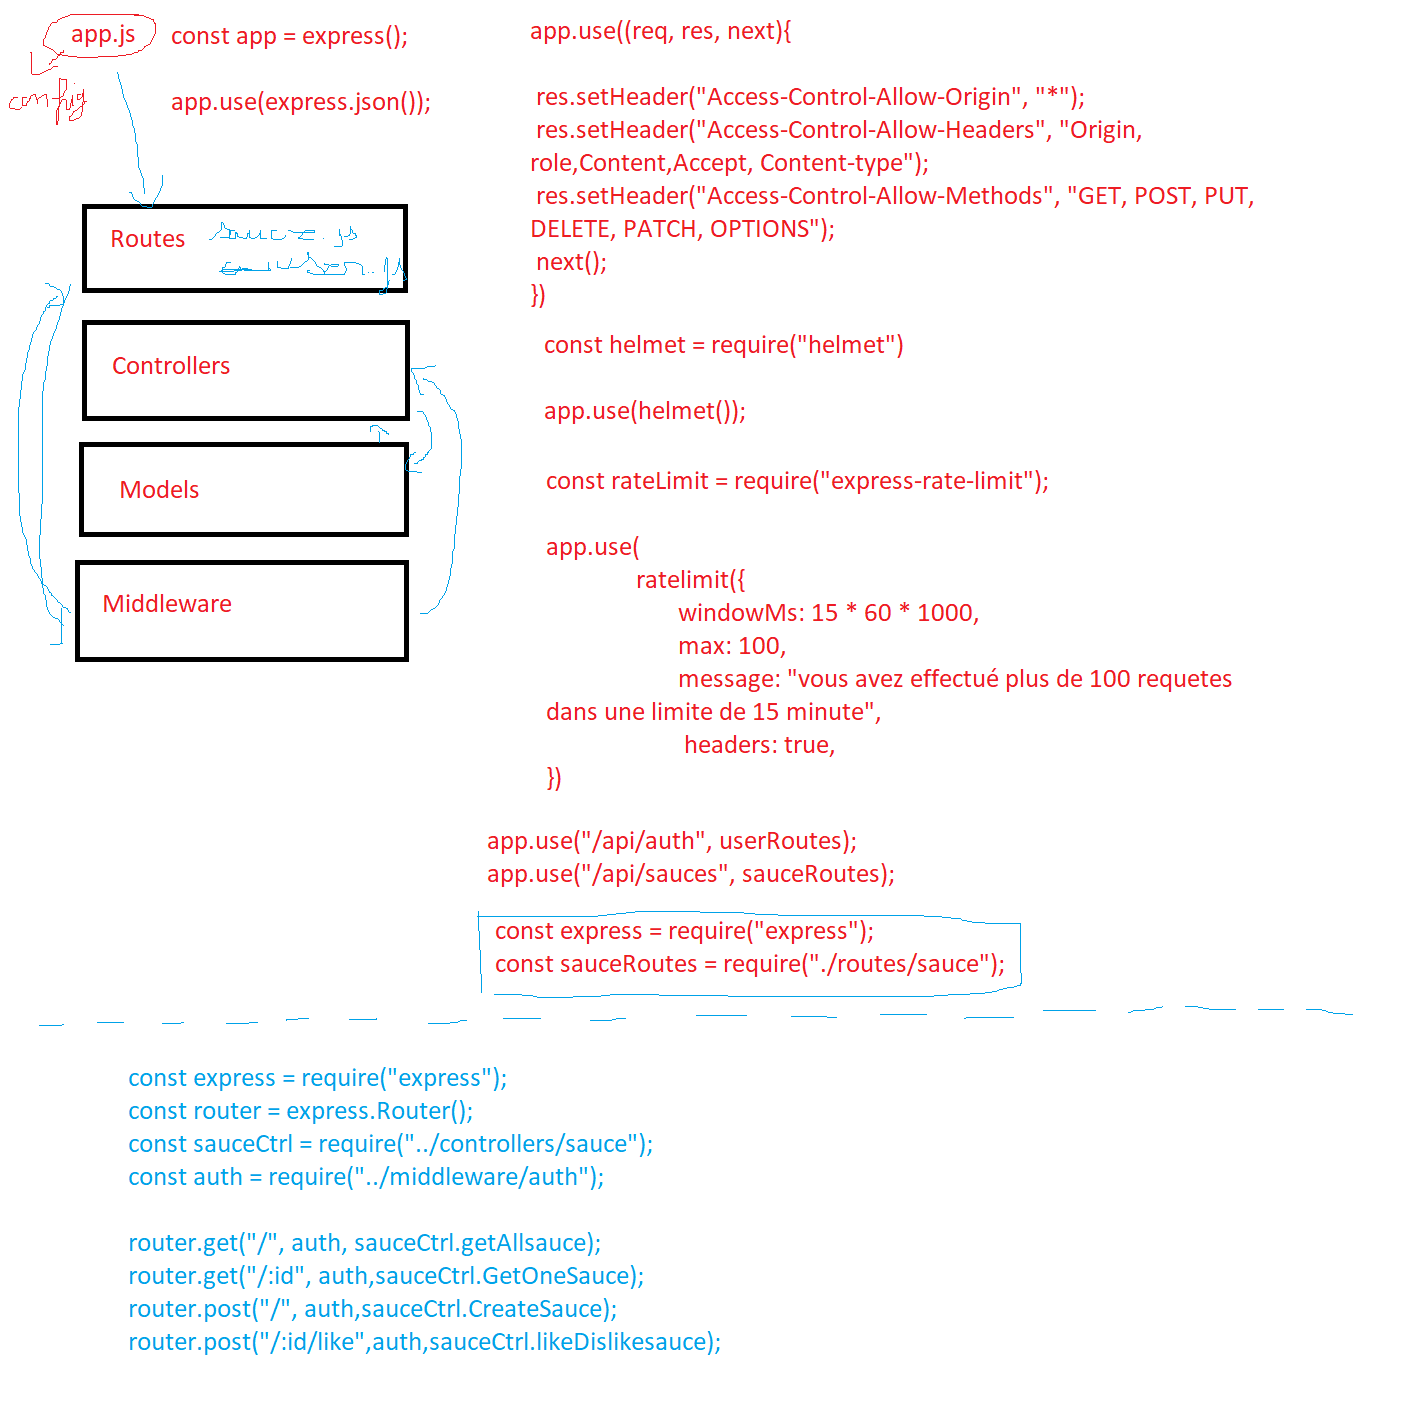 app.js
config
const app = express();
app.use(express.json());
Routes
sauce.js
Controllers
Models
Middleware
app.use((req, res, next){
res.setHeader("Access-Control-Allow-Origin", "*");
res.setHeader("Access-Control-Allow-Headers", "Origin,
role,Content,Accept, Content-type");
res.setHeader("Access-Control-Allow-Methods", "GET, POST, PUT,
DELETE, PATCH, OPTIONS");
next();
})
const helmet = require("helmet")
app.use(helmet());
const rateLimit = require("express-rate-limit");
app.use(
ratelimit({
windowMs: 15 * 60 * 1000,
max: 100,
message: "vous avez effectué plus de 100 requetes
dans une limite de 15 minute",
headers: true,
})
app.use("/api/auth", userRoutes);
app.use("/api/sauces", sauceRoutes);
const express = require("express");
const sauceRoutes = require("./routes/sauce");
const express = require("express");
const router = express.Router();
const sauceCtrl = require("../controllers/sauce");
const auth = require("../middleware/auth");
router.get("/", auth, sauceCtrl.getAllsauce);
router.get("/:id", auth,sauceCtrl.GetOneSauce);
router.post("/", auth,sauceCtrl.CreateSauce);
router.post("/:id/like",auth,sauceCtrl.likeDislikesauce);